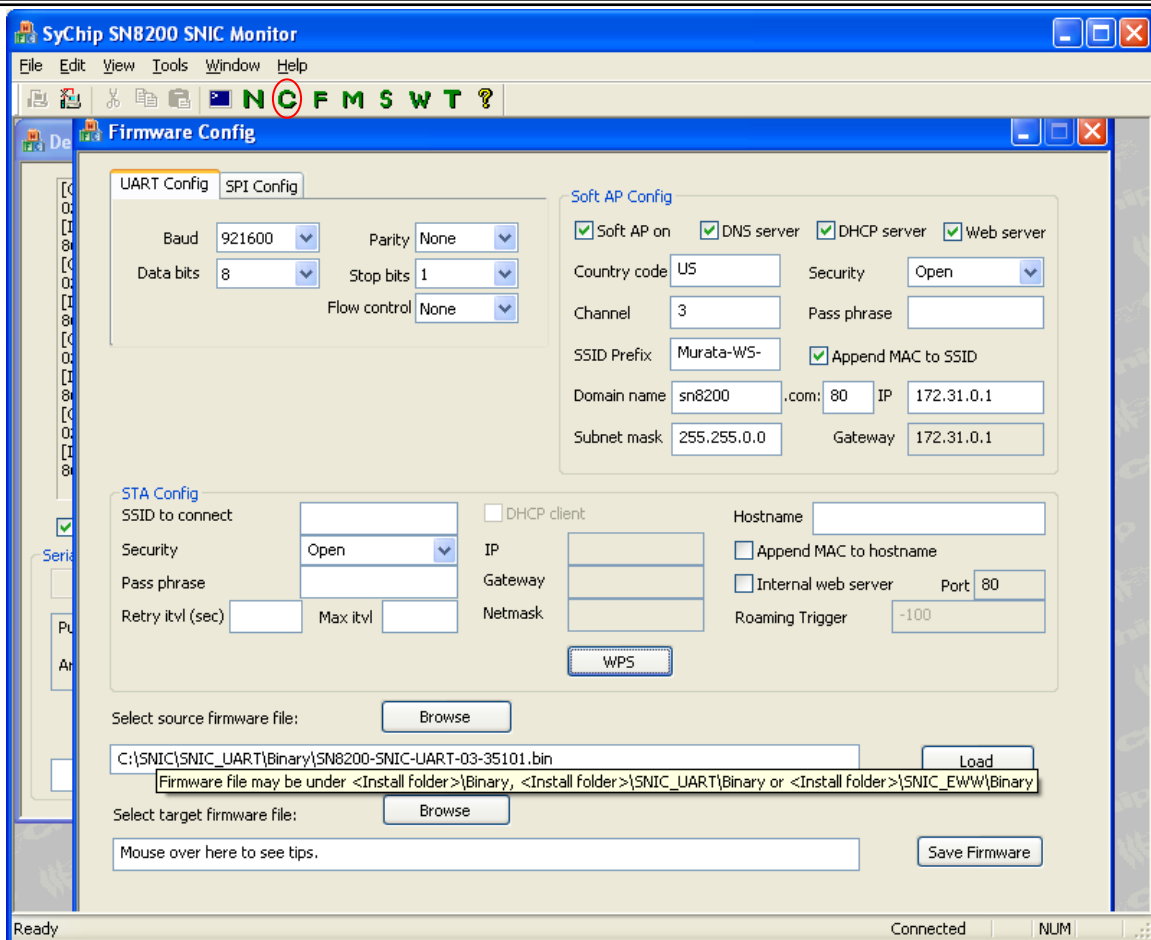 SyChip SN8200 SNIC Monitor
File Edit View Tools Window Help
N C F M S W T ?
De
Firmware Config
UART Config SPI Config
Baud 921600 Parity None
Data bits 8 Stop bits 1
Flow control None
Soft AP Config
Soft AP on DNS server DHCP server Web server
Country code US Security Open
Channel 3 Pass phrase
SSID Prefix Murata-WS- Append MAC to SSID
Domain name sn8200 .com: 80 IP 172.31.0.1
Subnet mask 255.255.0.0 Gateway 172.31.0.1
STA Config
SSID to connect DHCP client Hostname
Security Open IP Append MAC to hostname
Pass phrase Gateway Internal web server Port 80
Retry itvl (sec) Max itvl Netmask Roaming Trigger -100
WPS
Seria
Pu
Ar
Select source firmware file: Browse
C:\SNIC\SNIC_UART\Binary\SN8200-SNIC-UART-03-35101.bin Load
Firmware file may be under <Install folder>\Binary, <Install folder>\SNIC_UART\Binary or <Install folder>\SNIC_EWW\Binary
Select target firmware file: Browse
Mouse over here to see tips. Save Firmware
Ready Connected NUM